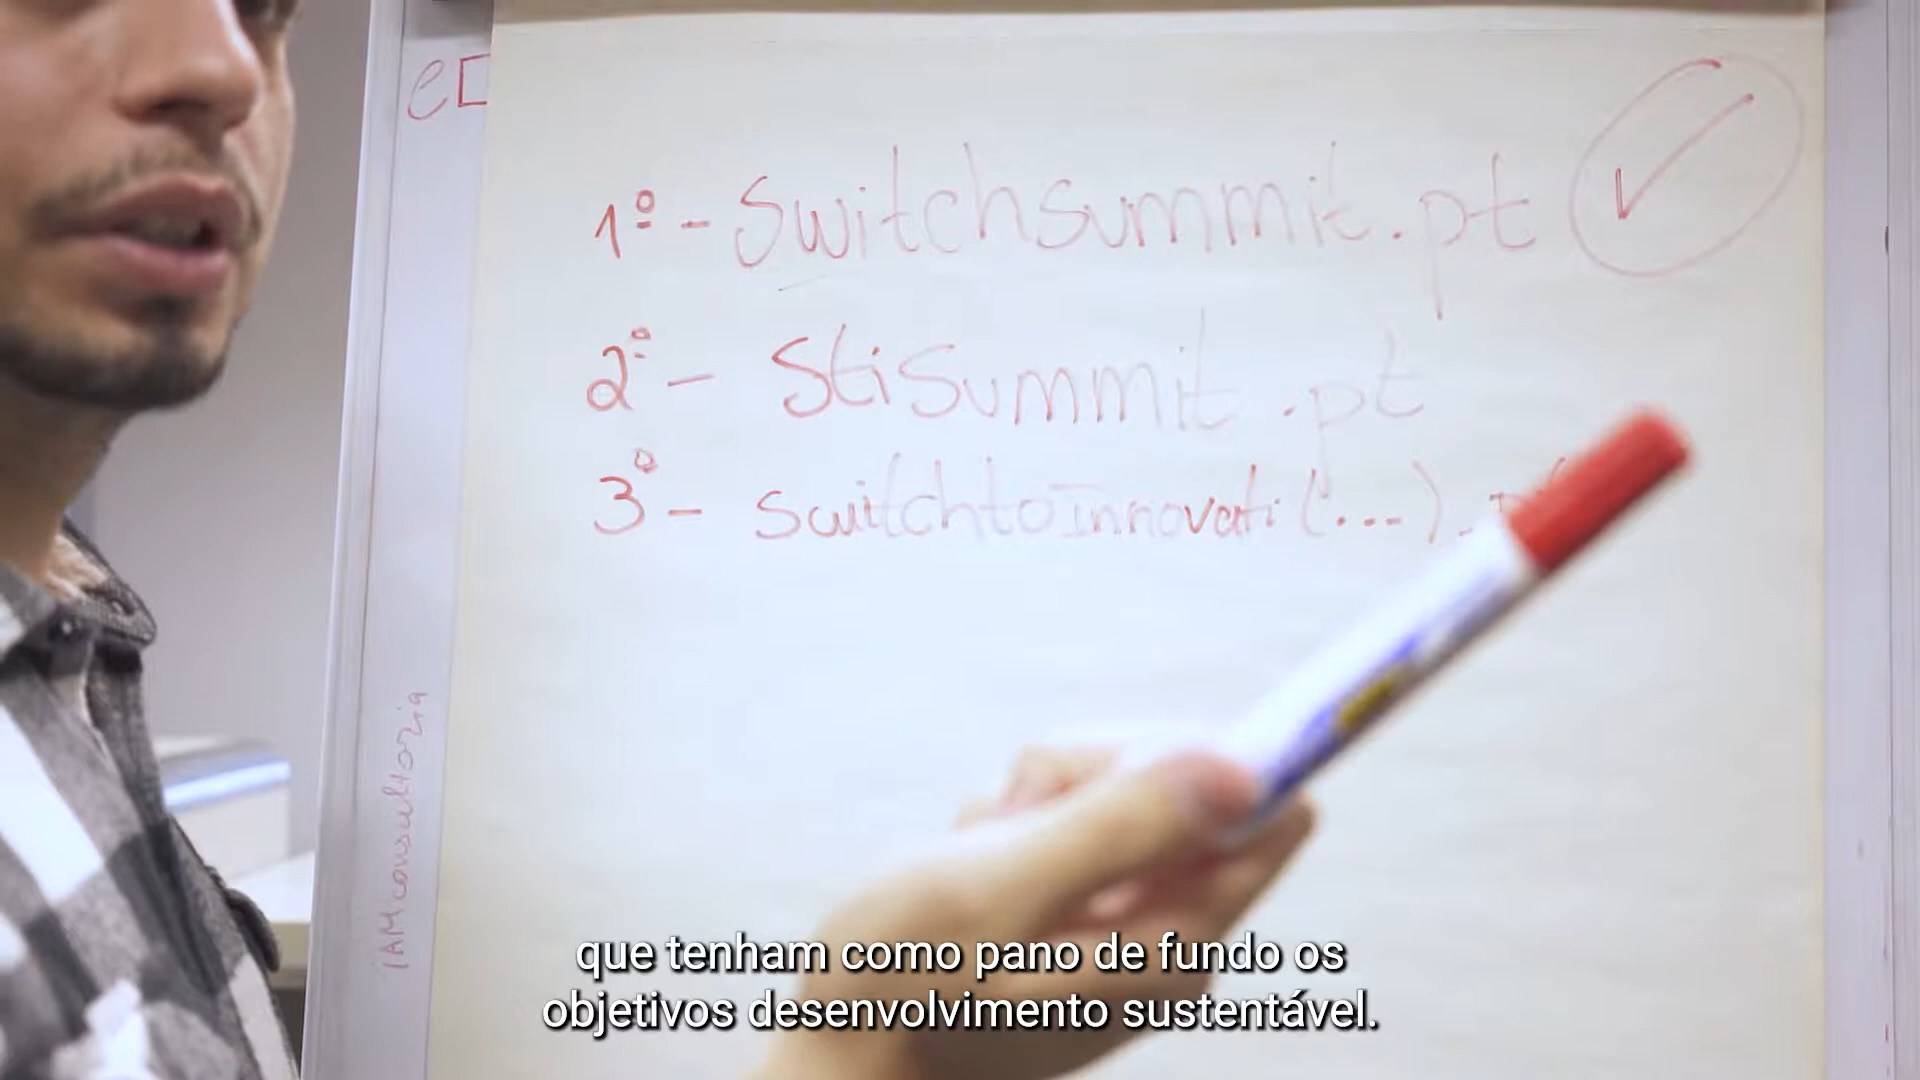 1º - Switchsummit.pt
2º - StiSummit.pt
3º - switchtoInnovati(...).
iAMconsultoria
que tenham como pano de fundo os
objetivos desenvolvimento sustentável.